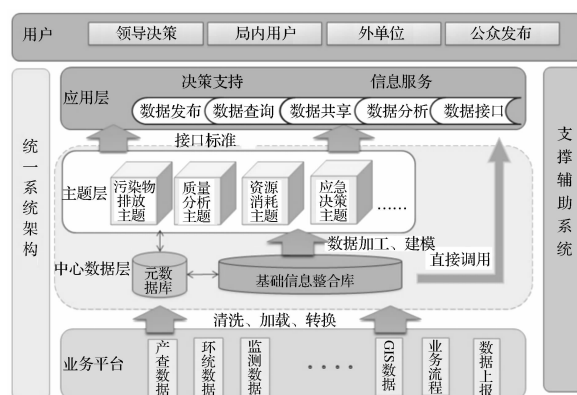 用户
领导决策
局内用户
外单位
公众发布
统一系统架构
支撑辅助系统
应用层
决策支持
信息服务
数据发布
数据查询
数据共享
数据分析
数据接口
接口标准
主题层
污染物
排放
主题
质量
分析
主题
资源
消耗
主题
应急
决策
主题
……
数据加工、建模
直接调用
中心数据层
元数
据库
基础信息整合库
清洗、加载、转换
业务平台
产查数据
环统数据
监测数据
....
GIS数据
业务流程
数据上报